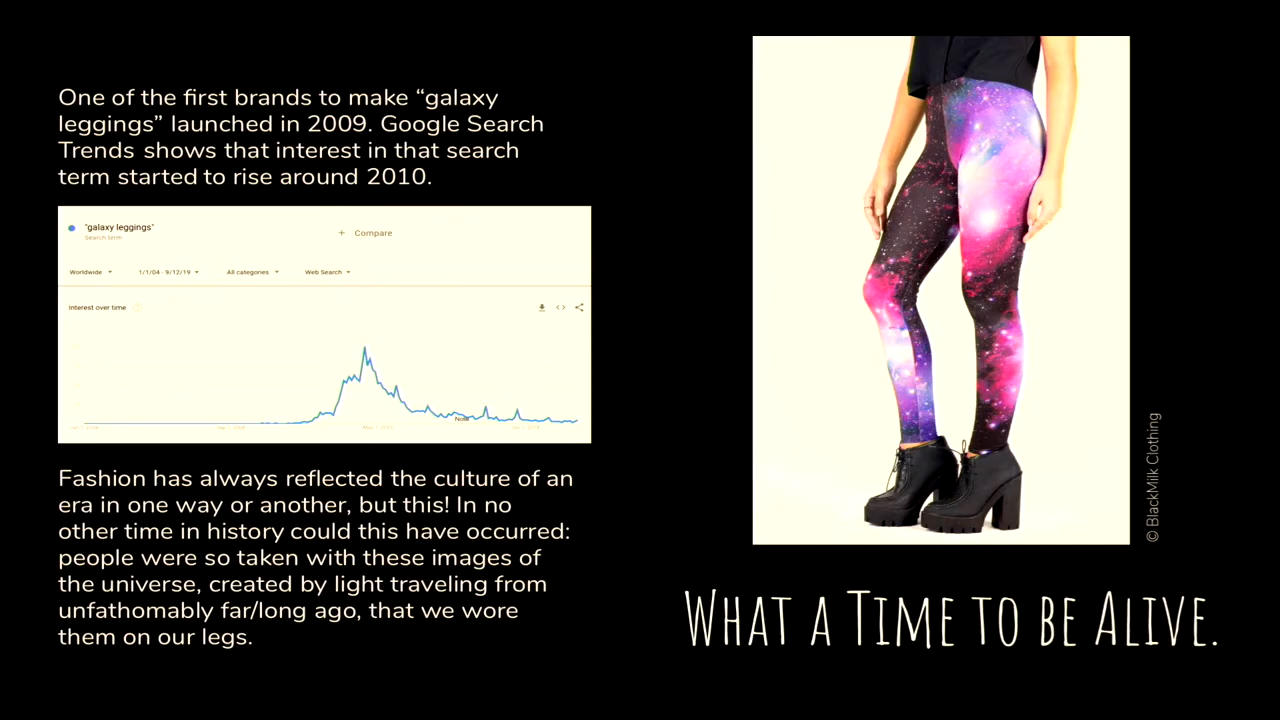 One of the first brands to make “galaxy
leggings” launched in 2009. Google Search
Trends shows that interest in that search
term started to rise around 2010.
"galaxy leggings"
Search term
+ Compare
Worldwide
1/1/04 - 9/12/19
All categories
Web Search
Interest over time
Note
Fashion has always reflected the culture of an
era in one way or another, but this! In no
other time in history could this have occurred:
people were so taken with these images of
the universe, created by light traveling from
unfathomably far/long ago, that we wore
them on our legs.
© BlackMilk Clothing
What a Time to be Alive.